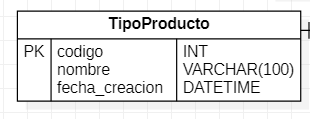 TipoProducto
PK codigo INT
nombre VARCHAR(100)
fecha_creacion DATETIME